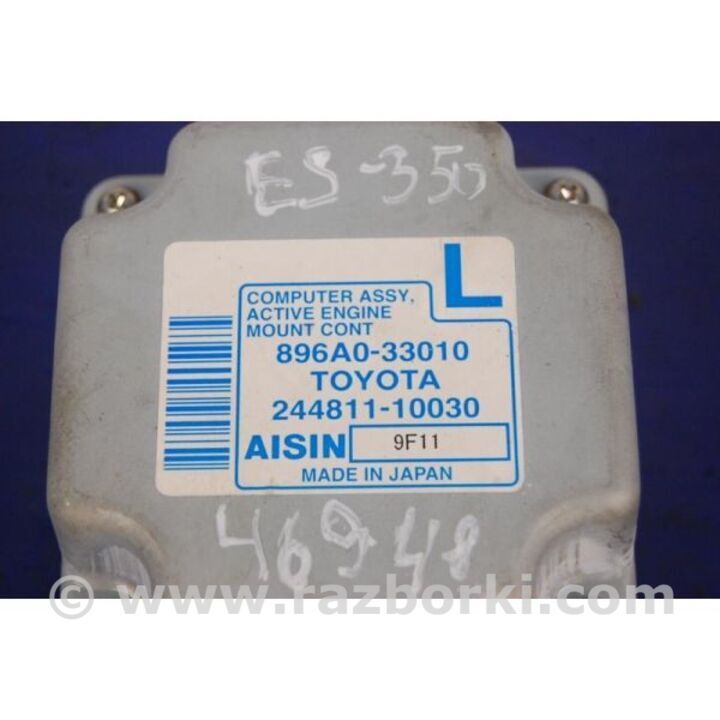 ES-350
L
COMPUTER ASSY,
ACTIVE ENGINE
MOUNT CONT
896A0-33010
TOYOTA
244811-10030
AISIN 9F11
MADE IN JAPAN
46948
© www.razborki.com